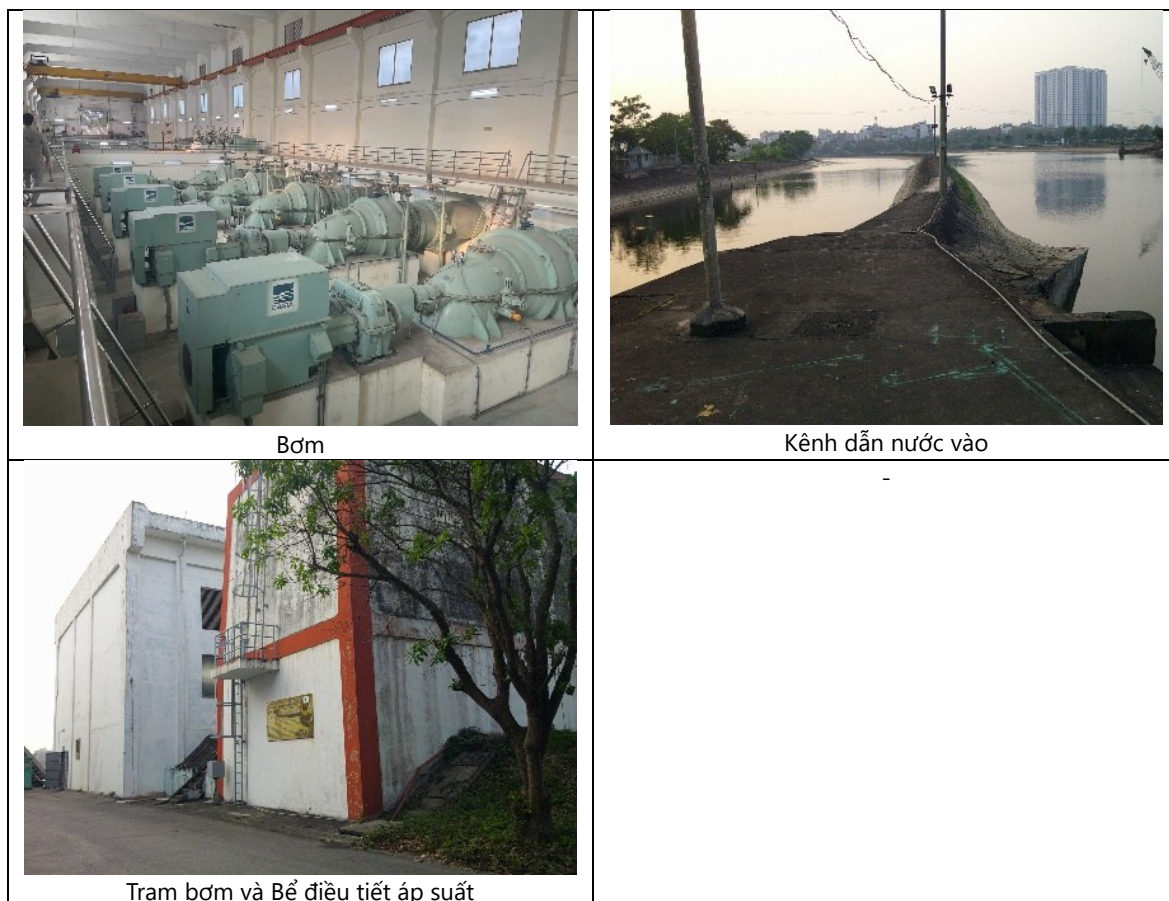 Bơm
Kênh dẫn nước vào
-
Trạm bơm và Bể điều tiết áp suất